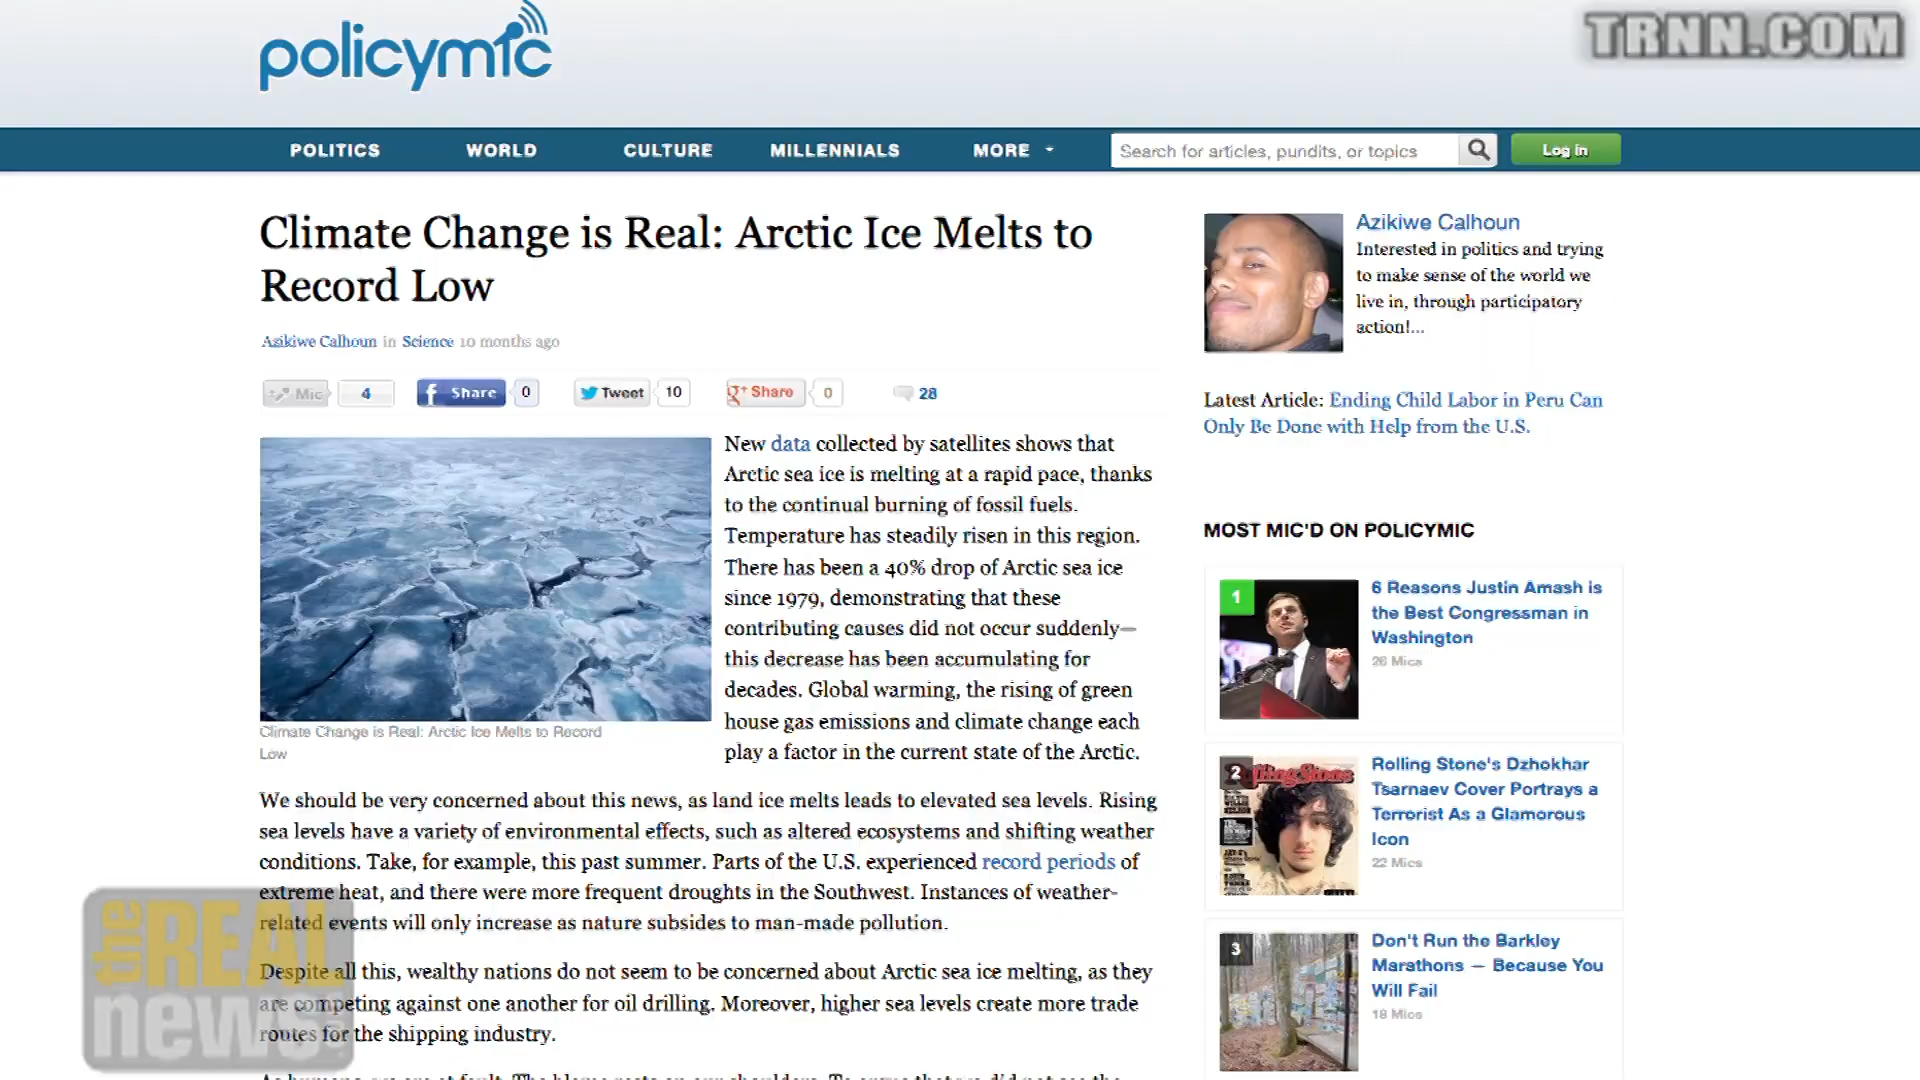 policymic
TRNN.COM
POLITICS
WORLD
CULTURE
MILLENNIALS
MORE
Search for articles, pundits, or topics
Log in
Climate Change is Real: Arctic Ice Melts to
Record Low
Azikiwe Calhoun in Science 10 months ago
Mic 4
f Share 0
Tweet 10
g+ Share 0
28
New data collected by satellites shows that
Arctic sea ice is melting at a rapid pace, thanks
to the continual burning of fossil fuels.
Temperature has steadily risen in this region.
There has been a 40% drop of Arctic sea ice
since 1979, demonstrating that these
contributing causes did not occur suddenly—
this decrease has been accumulating for
decades. Global warming, the rising of green
house gas emissions and climate change each
play a factor in the current state of the Arctic.
Climate Change is Real: Arctic Ice Melts to Record
Low
We should be very concerned about this news, as land ice melts leads to elevated sea levels. Rising
sea levels have a variety of environmental effects, such as altered ecosystems and shifting weather
conditions. Take, for example, this past summer. Parts of the U.S. experienced record periods of
extreme heat, and there were more frequent droughts in the Southwest. Instances of weather-
related events will only increase as nature subsides to man-made pollution.
Despite all this, wealthy nations do not seem to be concerned about Arctic sea ice melting, as they
are competing against one another for oil drilling. Moreover, higher sea levels create more trade
routes for the shipping industry.
Azikiwe Calhoun
Interested in politics and trying
to make sense of the world we
live in, through participatory
action!...
Latest Article: Ending Child Labor in Peru Can
Only Be Done with Help from the U.S.
MOST MIC'D ON POLICYMIC
1
6 Reasons Justin Amash is
the Best Congressman in
Washington
26 Mics
2
Rolling Stone
Rolling Stone's Dzhokhar
Tsarnaev Cover Portrays a
Terrorist As a Glamorous
Icon
22 Mics
3
Don't Run the Barkley
Marathons — Because You
Will Fail
18 Mics
the REAL
news